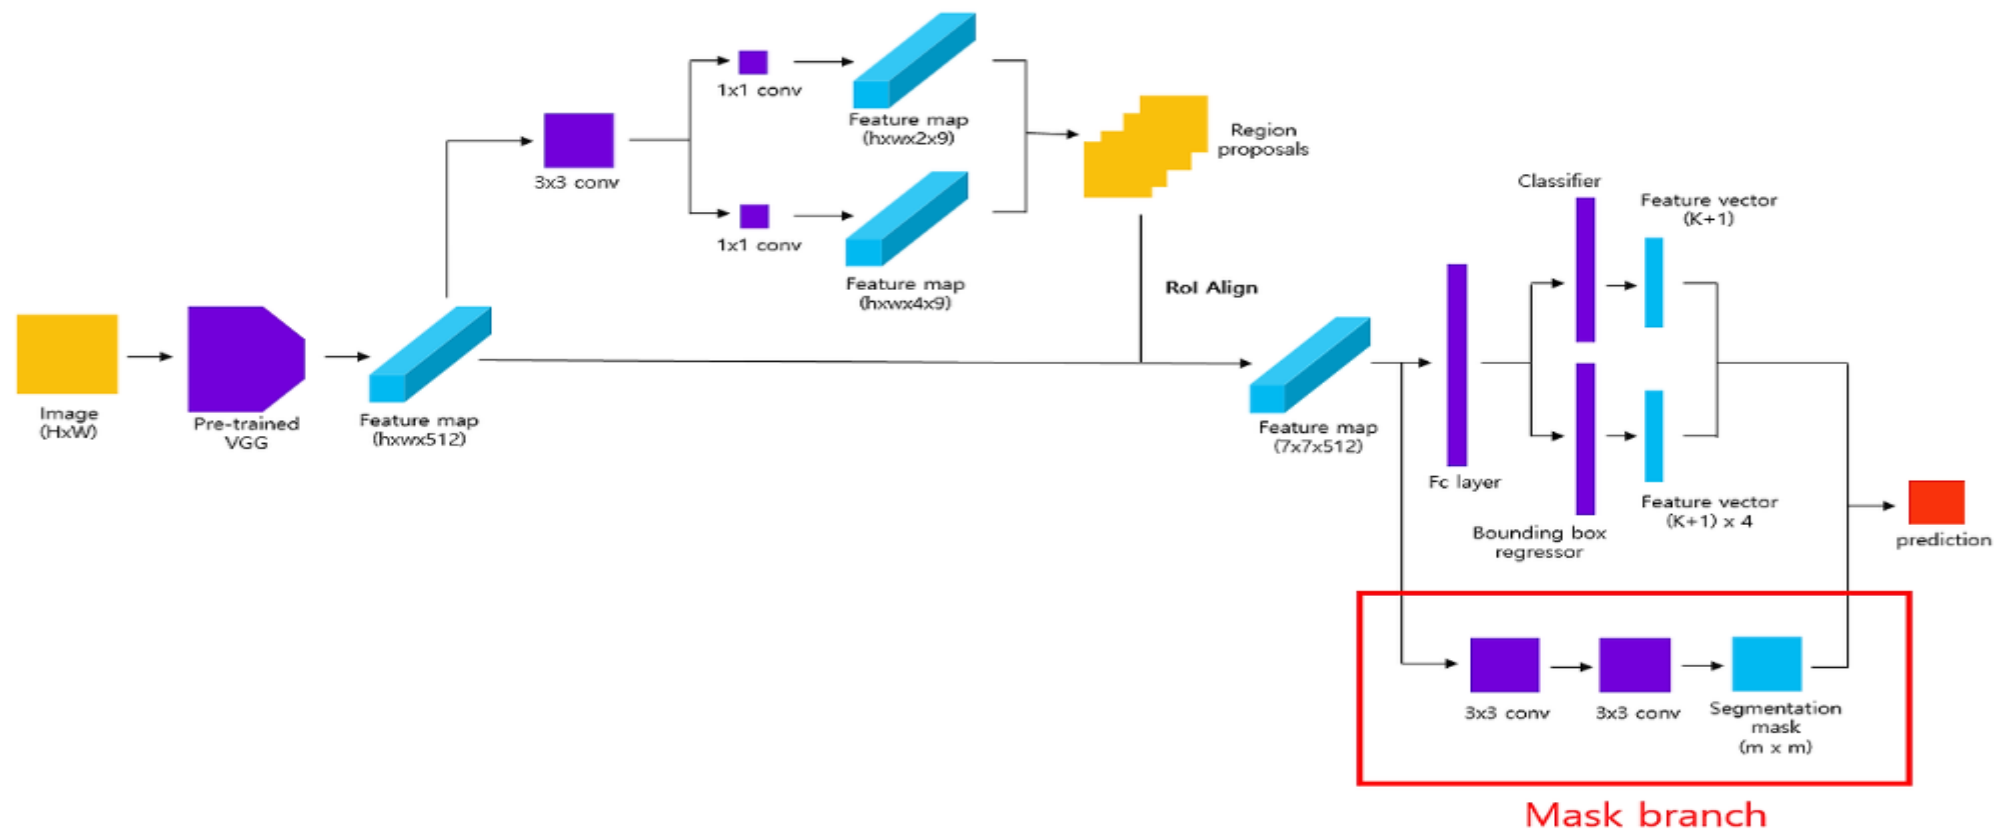 1x1 conv
Feature map
(hxwx2x9)
3x3 conv
Region
proposals
1x1 conv
Feature map
(hxwx4x9)
RoI Align
Image
(HxW)
Pre-trained
VGG
Feature map
(hxwx512)
Feature map
(7x7x512)
Fc layer
Classifier
Feature vector
(K+1)
Bounding box
regressor
Feature vector
(K+1) x 4
prediction
3x3 conv
3x3 conv
Segmentation
mask
(m x m)
Mask branch